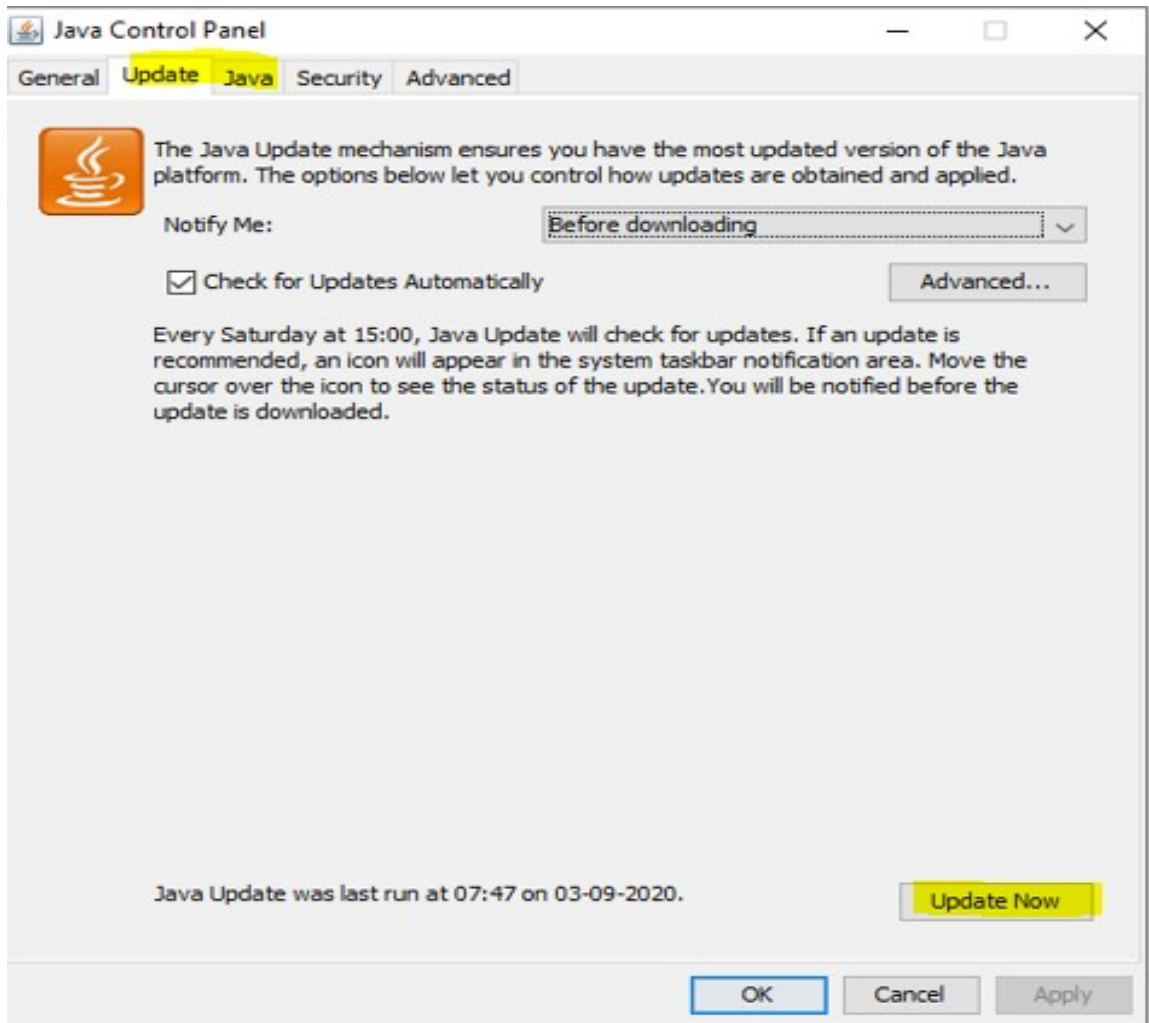 Java Control Panel
General Update Java Security Advanced
The Java Update mechanism ensures you have the most updated version of the Java
platform. The options below let you control how updates are obtained and applied.
Notify Me: Before downloading
Check for Updates Automatically Advanced...
Every Saturday at 15:00, Java Update will check for updates. If an update is
recommended, an icon will appear in the system taskbar notification area. Move the
cursor over the icon to see the status of the update.You will be notified before the
update is downloaded.
Java Update was last run at 07:47 on 03-09-2020.
Update Now
OK Cancel Apply